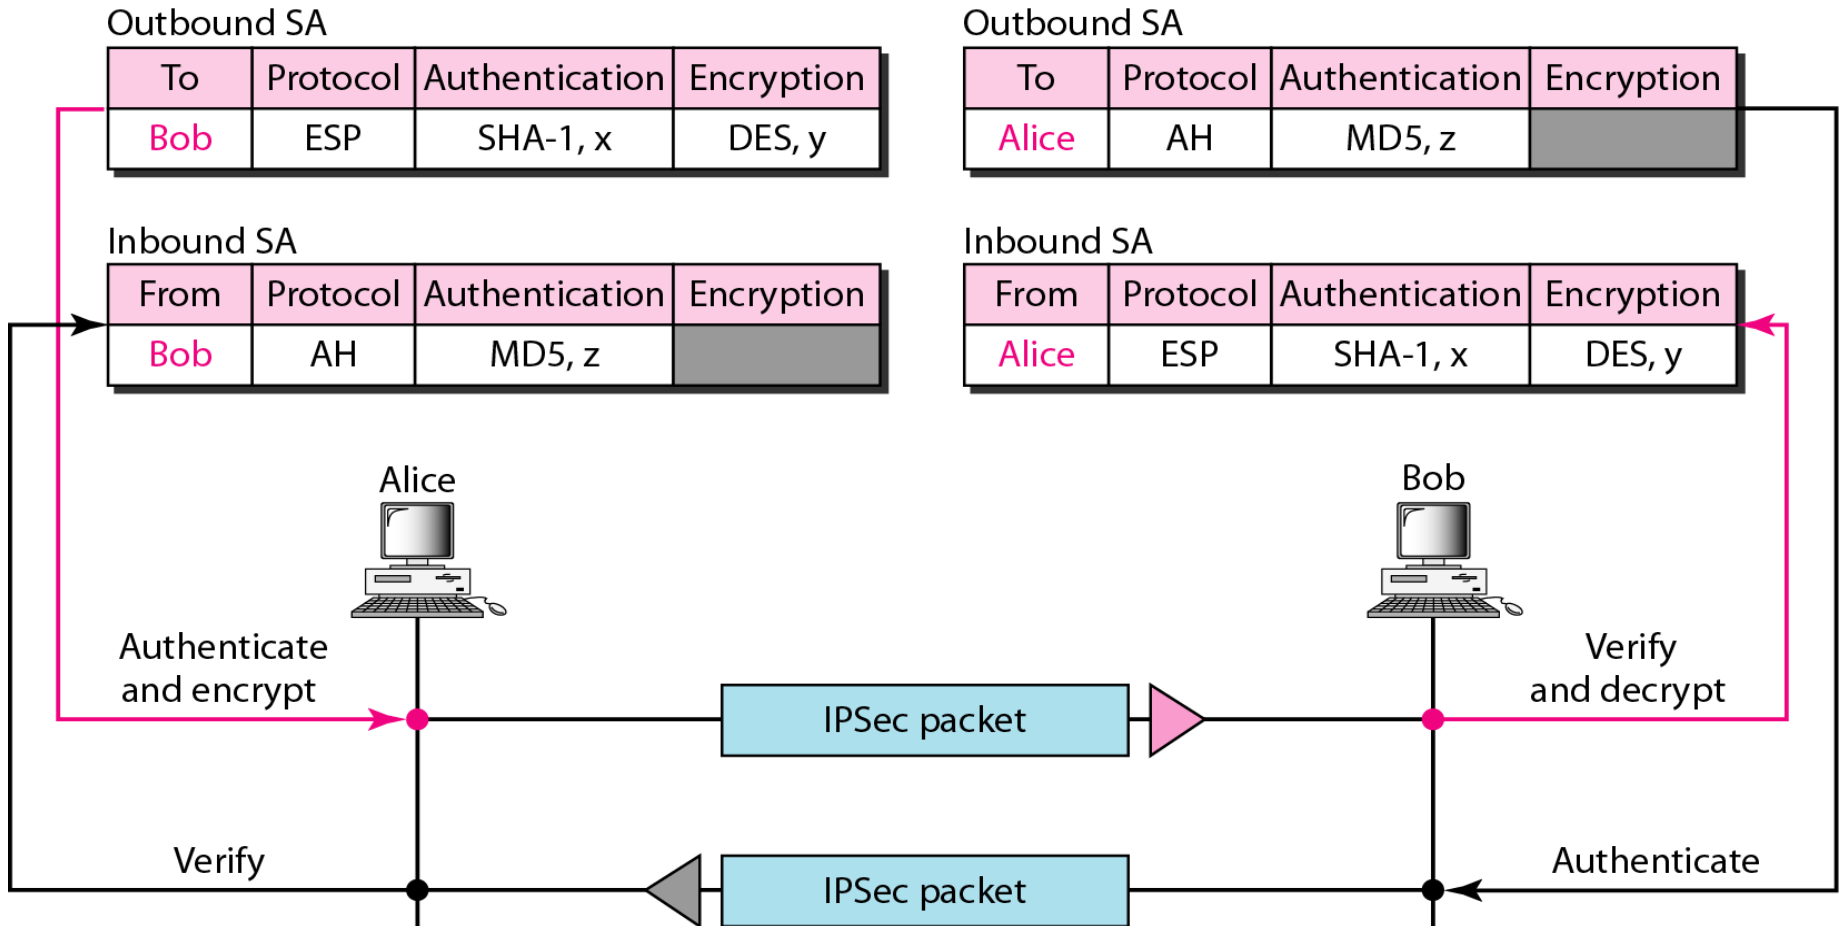 Outbound SA
To Protocol Authentication Encryption
Bob ESP SHA-1, x DES, y
Inbound SA
From Protocol Authentication Encryption
Bob AH MD5, z
Outbound SA
To Protocol Authentication Encryption
Alice AH MD5, z
Inbound SA
From Protocol Authentication Encryption
Alice ESP SHA-1, x DES, y
Alice
Bob
Authenticate
and encrypt
IPSec packet
Verify
and decrypt
Verify
IPSec packet
Authenticate